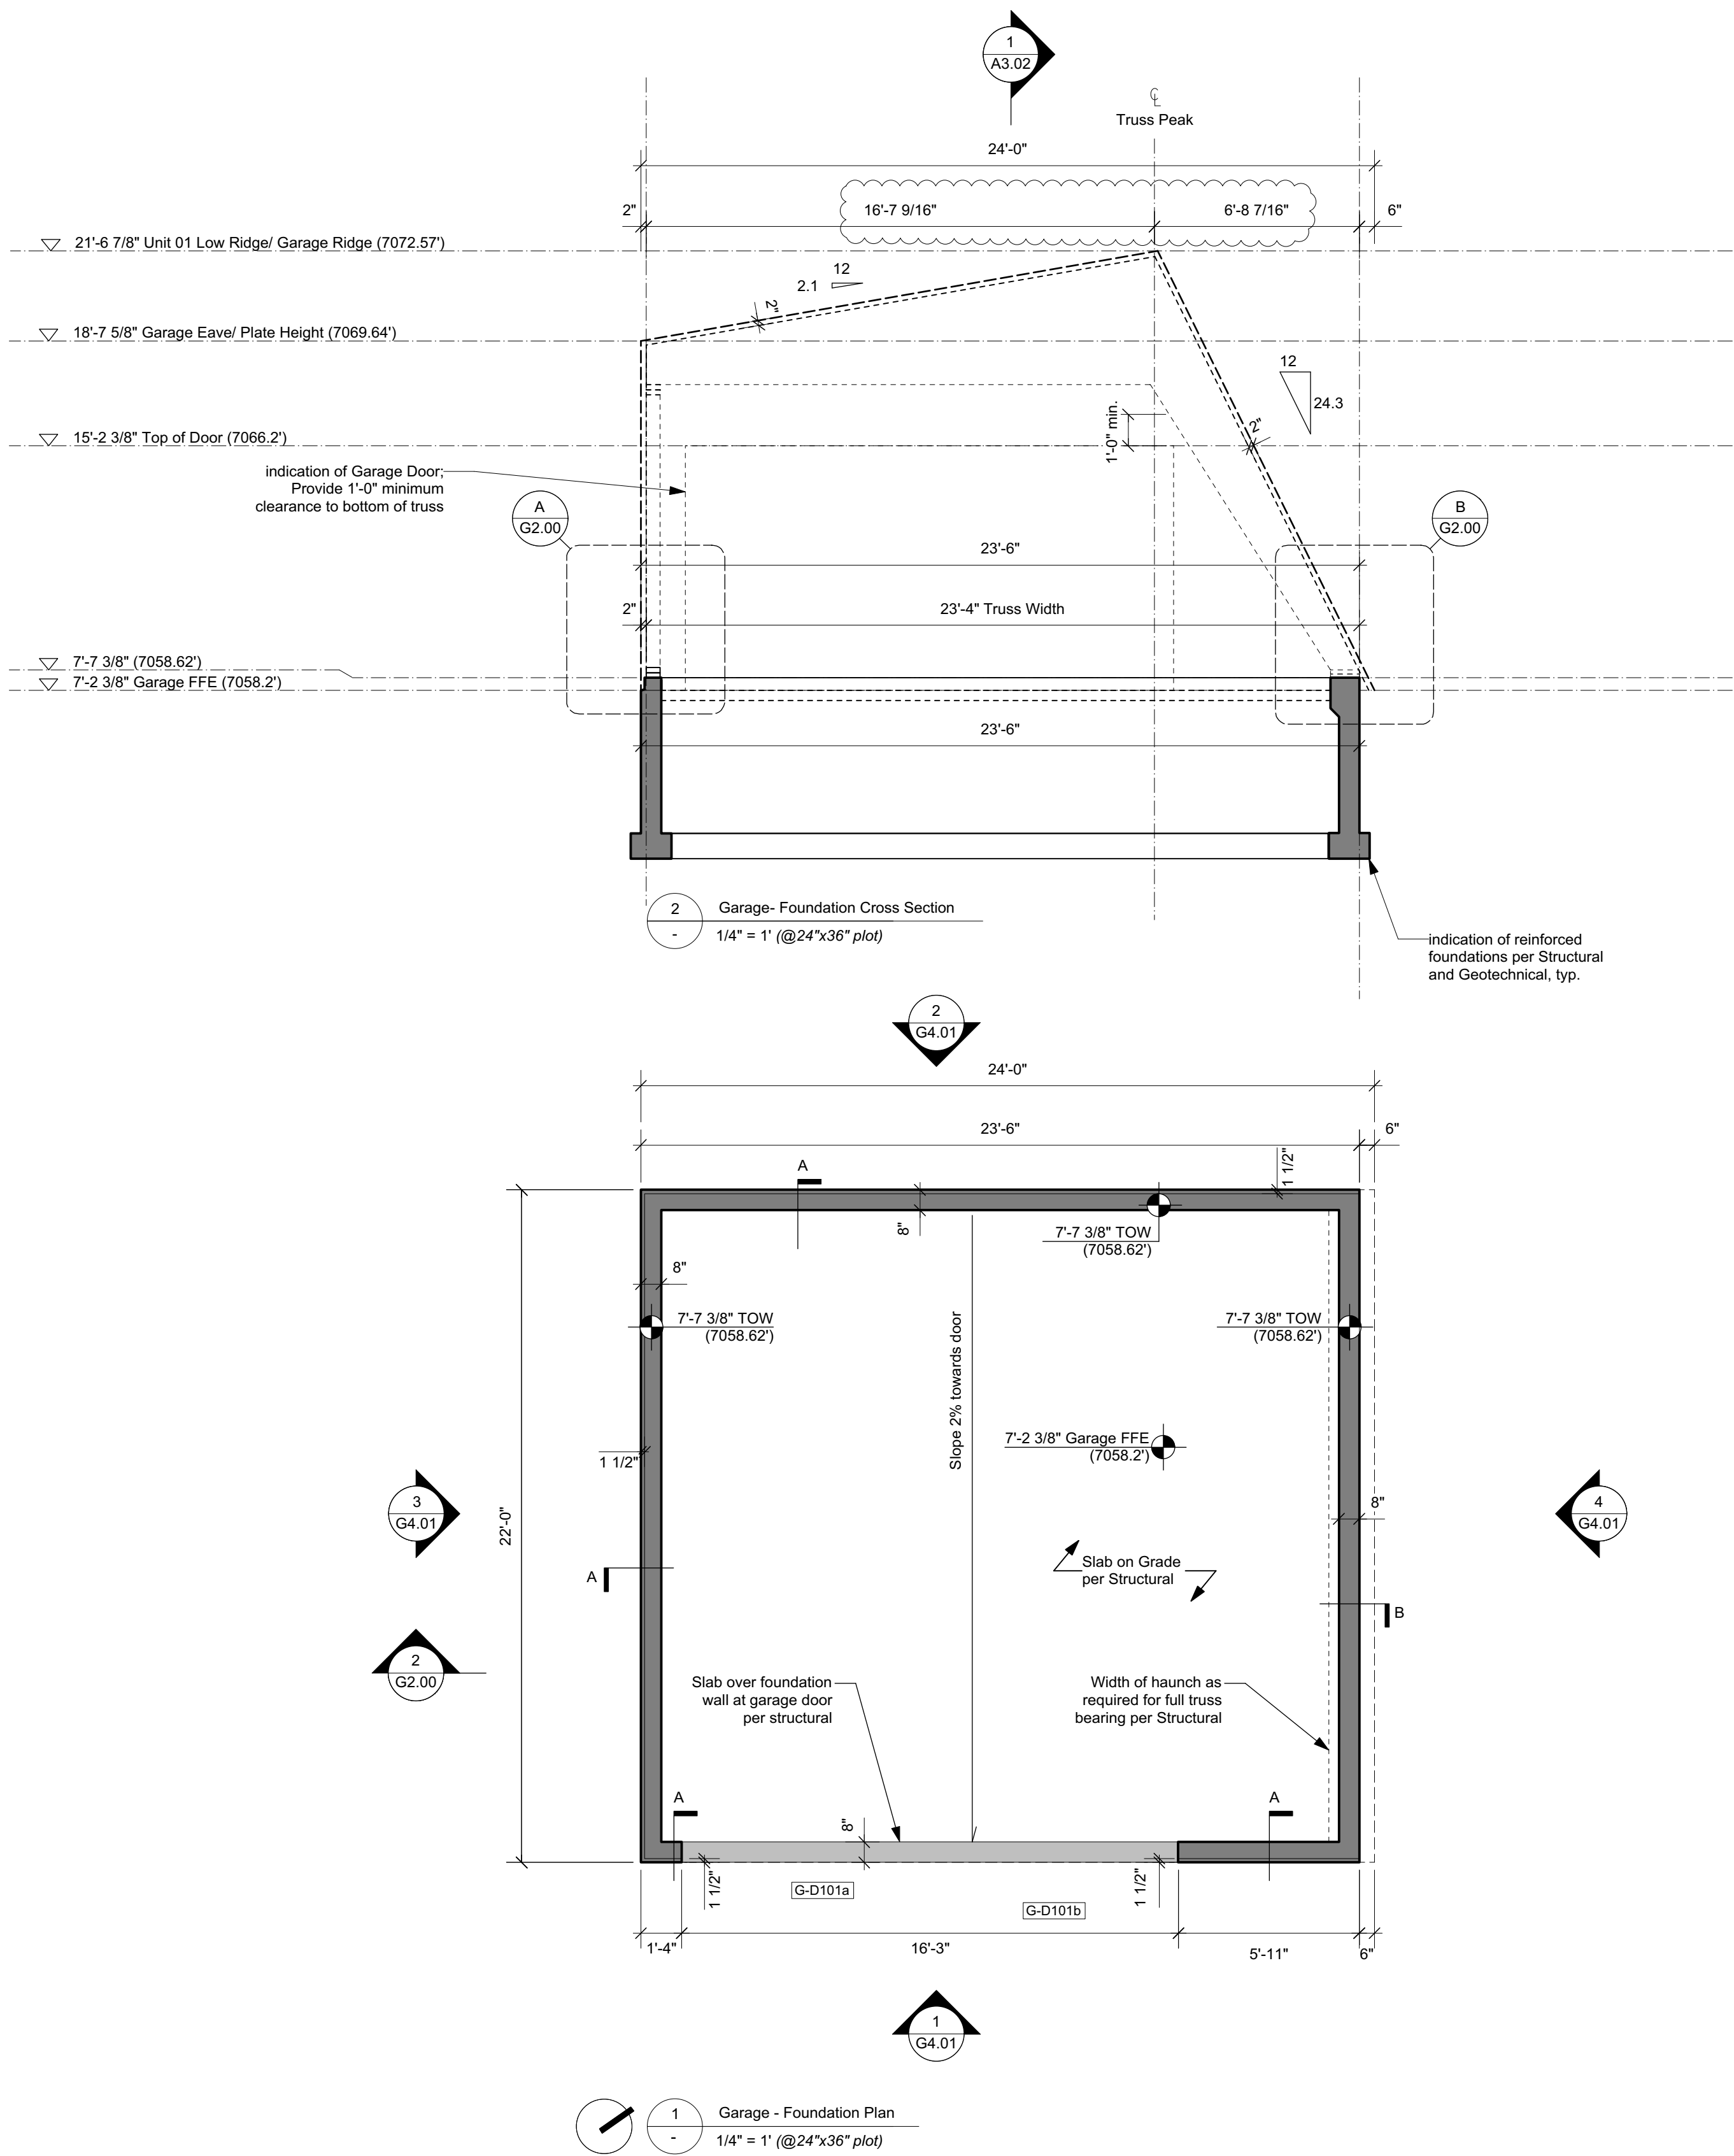 1
A3.02
℄
Truss Peak
24'-0"
2"
16'-7 9/16"
6'-8 7/16"
6"
21'-6 7/8" Unit 01 Low Ridge/ Garage Ridge (7072.57')
12
2.1
2"
18'-7 5/8" Garage Eave/ Plate Height (7069.64')
12
24.3
1'-0" min.
2"
15'-2 3/8" Top of Door (7066.2')
indication of Garage Door;
Provide 1'-0" minimum
clearance to bottom of truss
A
G2.00
B
G2.00
23'-6"
2"
23'-4" Truss Width
7'-7 3/8" (7058.62')
7'-2 3/8" Garage FFE (7058.2')
23'-6"
2
-
Garage- Foundation Cross Section
1/4" = 1' (@24"x36" plot)
indication of reinforced
foundations per Structural
and Geotechnical, typ.
2
G4.01
24'-0"
23'-6"
6"
A
1 1/2"
8"
7'-7 3/8" TOW
(7058.62')
8"
7'-7 3/8" TOW
(7058.62')
7'-7 3/8" TOW
(7058.62')
Slope 2% towards door
7'-2 3/8" Garage FFE
(7058.2')
1 1/2"
3
G4.01
22'-0"
8"
4
G4.01
Slab on Grade
per Structural
A
B
2
G2.00
Slab over foundation
wall at garage door
per structural
Width of haunch as
required for full truss
bearing per Structural
A
8"
A
1 1/2"
G-D101a
1 1/2"
G-D101b
1'-4"
16'-3"
5'-11"
6"
1
G4.01
1
-
Garage - Foundation Plan
1/4" = 1' (@24"x36" plot)